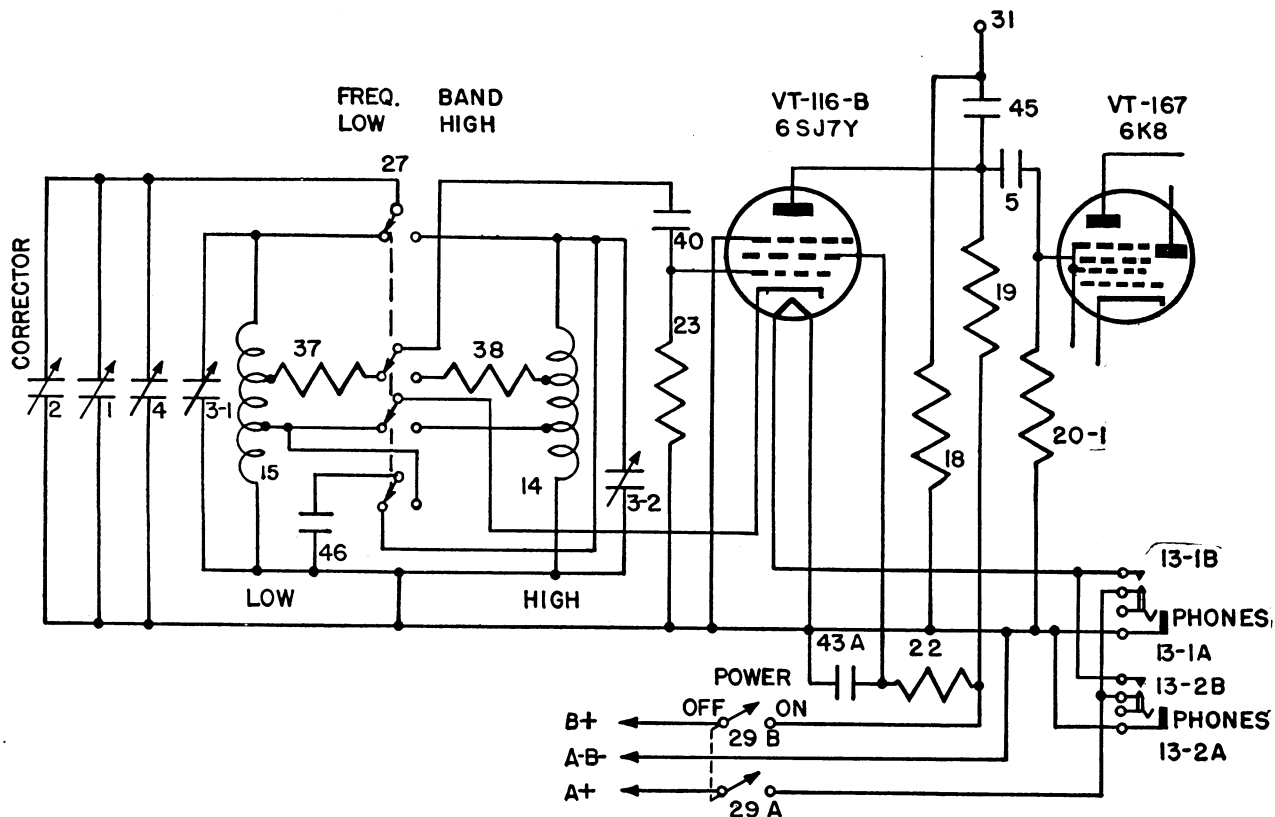 31
FREQ. BAND
LOW HIGH
VT-116-B
6SJ7Y
45
VT-167
6K8
27
5
40
CORRECTOR
19
23
37
38
2
1
4
3-1
20-1
18
15
14
3-2
46
13-1B
LOW
HIGH
PHONES
43A
22
13-1A
POWER
13-2B
OFF
ON
B+
PHONES
29 B
13-2A
A-B-
A+
29 A